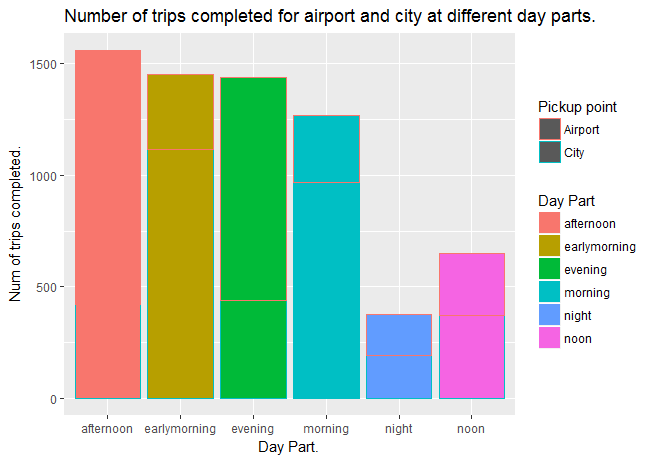 Number of trips completed for airport and city at different day parts.
Num of trips completed.
1500
1000
500
0
afternoon earlymorning evening morning night noon
Day Part.
Pickup point
Airport
City
Day Part
afternoon
earlymorning
evening
morning
night
noon